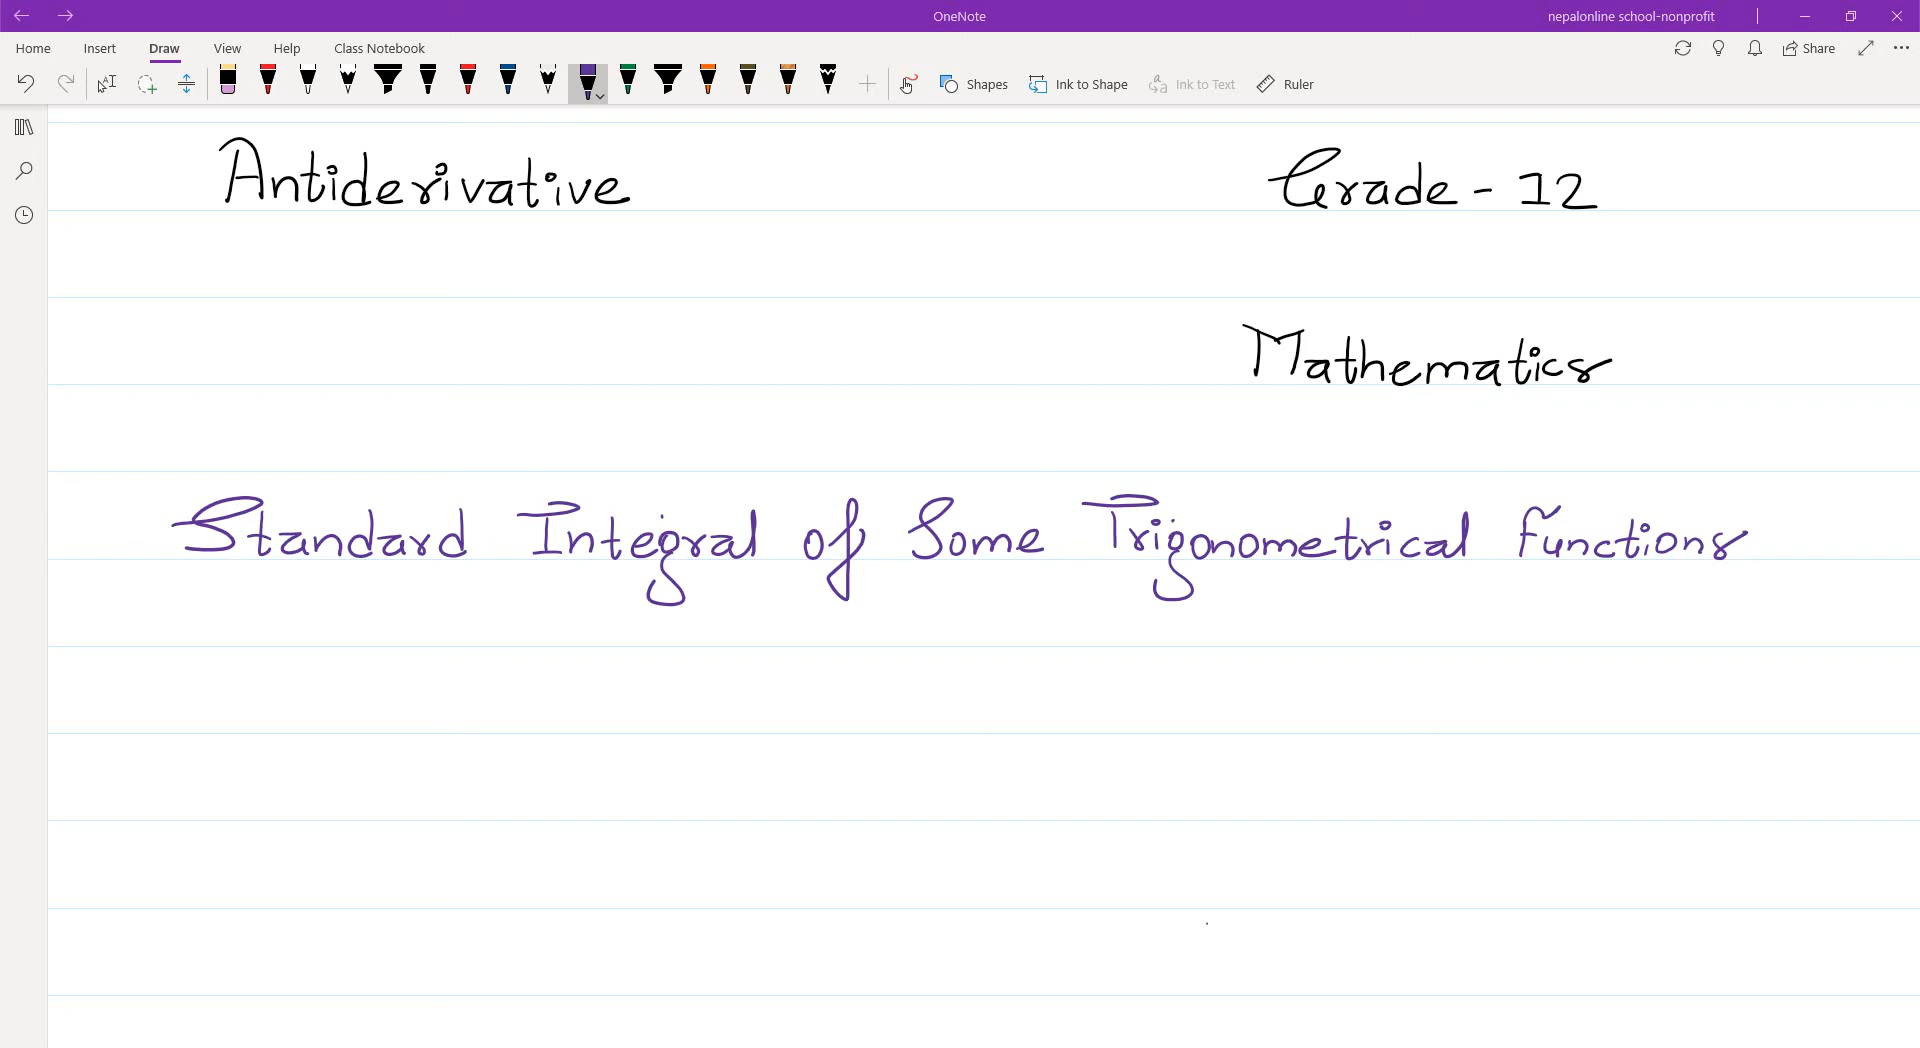 OneNote
nepalonline school-nonprofit
Home Insert Draw View Help Class Notebook
Share
Shapes Ink to Shape Ink to Text Ruler
Antiderivative
Grade - 12
Mathematics
Standard Integral of Some Trigonometrical functions